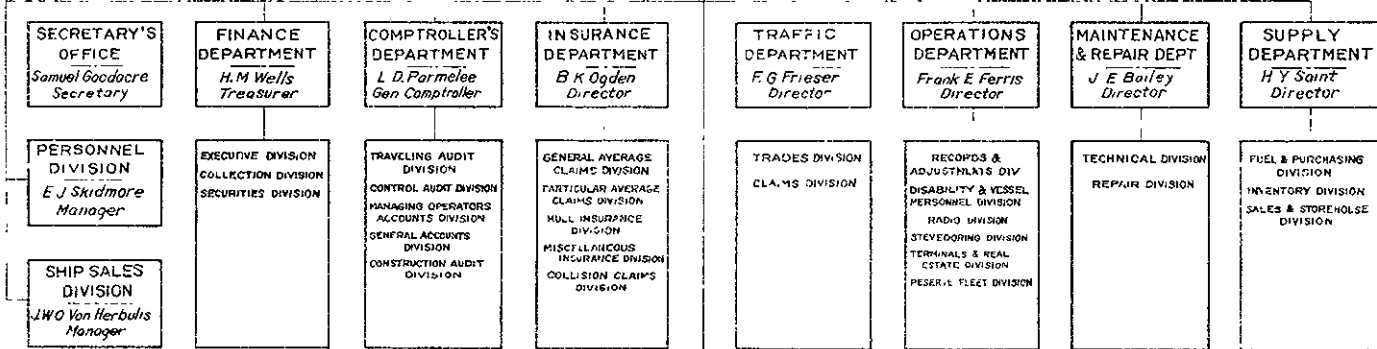 SECRETARY'S
OFFICE
Samuel Goodacre
Secretary
FINANCE
DEPARTMENT
H.M Wells
Treasurer
COMPTROLLER'S
DEPARTMENT
L. D. Parmelee
Gen Comptroller
INSURANCE
DEPARTMENT
B K Ogden
Director
TRAFFIC
DEPARTMENT
F. G Frieser
Director
OPERATIONS
DEPARTMENT
Frank E Ferris
Director
MAINTENANCE
& REPAIR DEPT
J E Bailey
Director
SUPPLY
DEPARTMENT
H Y Saint
Director
PERSONNEL
DIVISION
E J Skidmore
Manager
EXECUTIVE DIVISION
COLLECTION DIVISION
SECURITIES DIVISION
TRAVELING AUDIT
DIVISION
CONTROL AUDIT DIVISION
MANAGING OPERATORS
ACCOUNTS DIVISION
GENERAL ACCOUNTS
DIVISION
CONSTRUCTION AUDIT
DIVISION
GENERAL AVERAGE
CLAIMS DIVISION
PARTICULAR AVERAGE
CLAIMS DIVISION
HULL INSURANCE
DIVISION
MISCELLANEOUS
INSURANCE DIVISION
COLLISION CLAIMS
DIVISION
TRADES DIVISION
CLAIMS DIVISION
RECORDS &
ADJUSTMENTS DIV
DISABILITY & VESSEL
PERSONNEL DIVISION
RADIO DIVISION
STEVEDORING DIVISION
TERMINALS & REAL
ESTATE DIVISION
RESERVE FLEET DIVISION
TECHNICAL DIVISION
REPAIR DIVISION
FUEL & PURCHASING
DIVISION
INVENTORY DIVISION
SALES & STOREHOUSE
DIVISION
SHIP SALES
DIVISION
J.W.O Von Herbulis
Manager